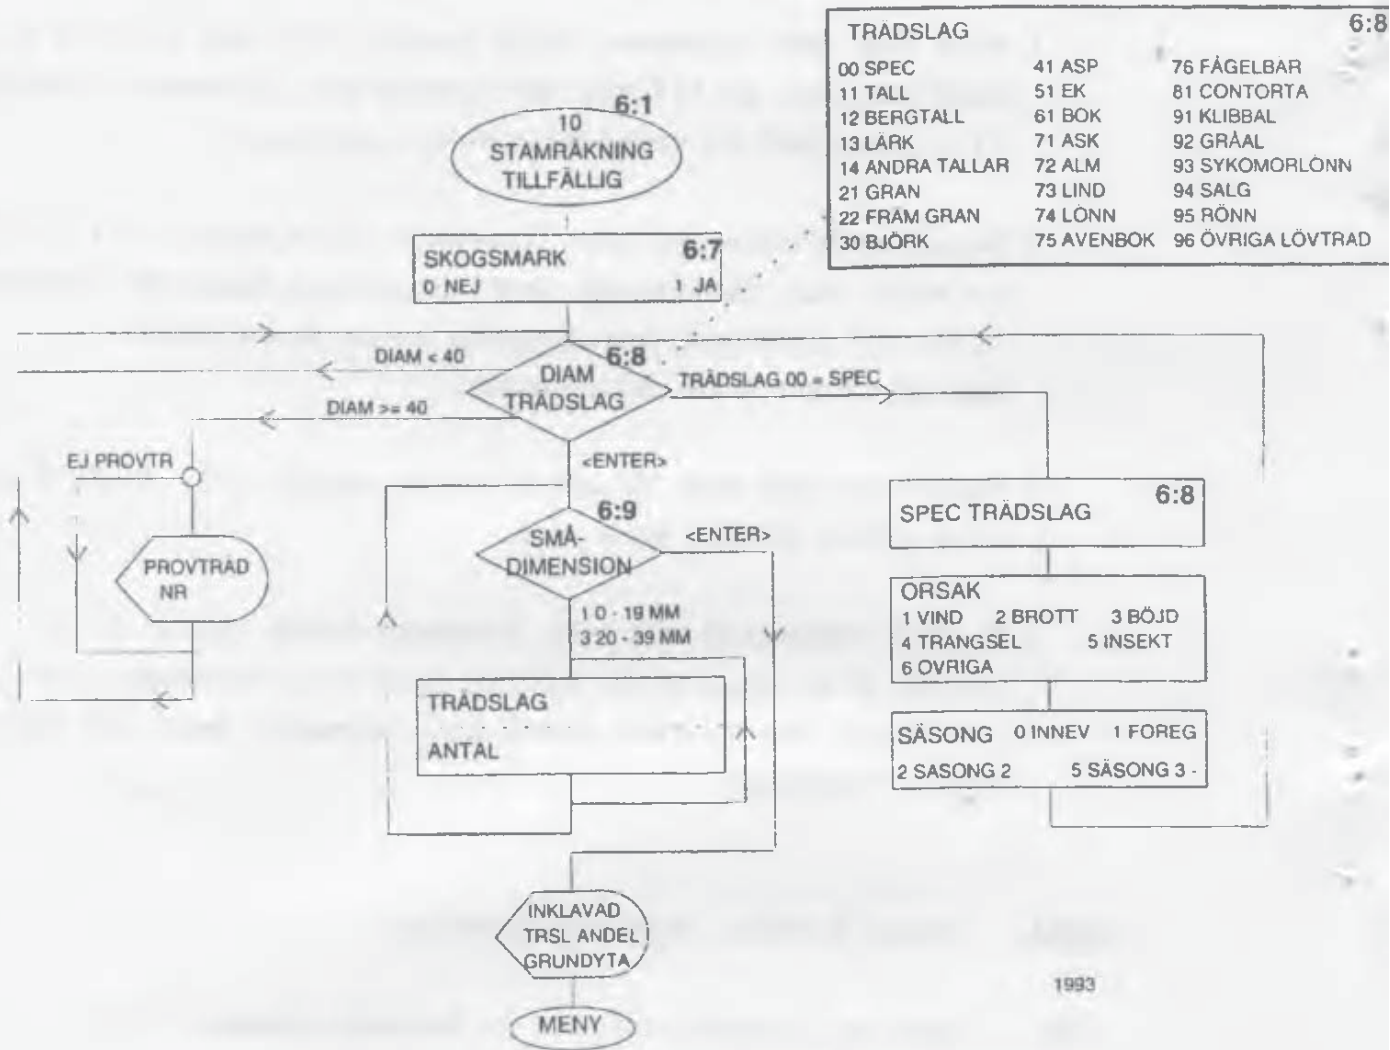 TRÄDSLAG 6:8
00 SPEC 41 ASP 76 FÅGELBAR
11 TALL 51 EK 81 CONTORTA
12 BERGTALL 61 BOK 91 KLIBBAL
13 LÄRK 71 ASK 92 GRÅAL
14 ANDRA TALLAR 72 ALM 93 SYKOMORLÖNN
21 GRAN 73 LIND 94 SALG
22 FRAM GRAN 74 LÖNN 95 RÖNN
30 BJÖRK 75 AVENBOK 96 ÖVRIGA LÖVTRAD
6:1
10
STAMRÄKNING
TILLFÄLLIG
SKOGSMARK 6:7
0 NEJ 1 JA
DIAM < 40
6:8
DIAM
TRÄDSLAG
TRÄDSLAG 00 = SPEC
DIAM >= 40
EJ PROVTR
<ENTER>
6:9
SMÅ-
DIMENSION
<ENTER>
PROVTRÄD
NR
1 0 - 19 MM
3 20 - 39 MM
TRÄDSLAG
ANTAL
6:8
SPEC TRÄDSLAG
ORSAK
1 VIND 2 BROTT 3 BÖJD
4 TRANGSEL 5 INSEKT
6 OVRIGA
SÄSONG 0 INNEV 1 FOREG
2 SASONG 2 5 SÄSONG 3 -
INKLAVAD
TRSL ANDEL
GRUNDYTA
MENY
1993